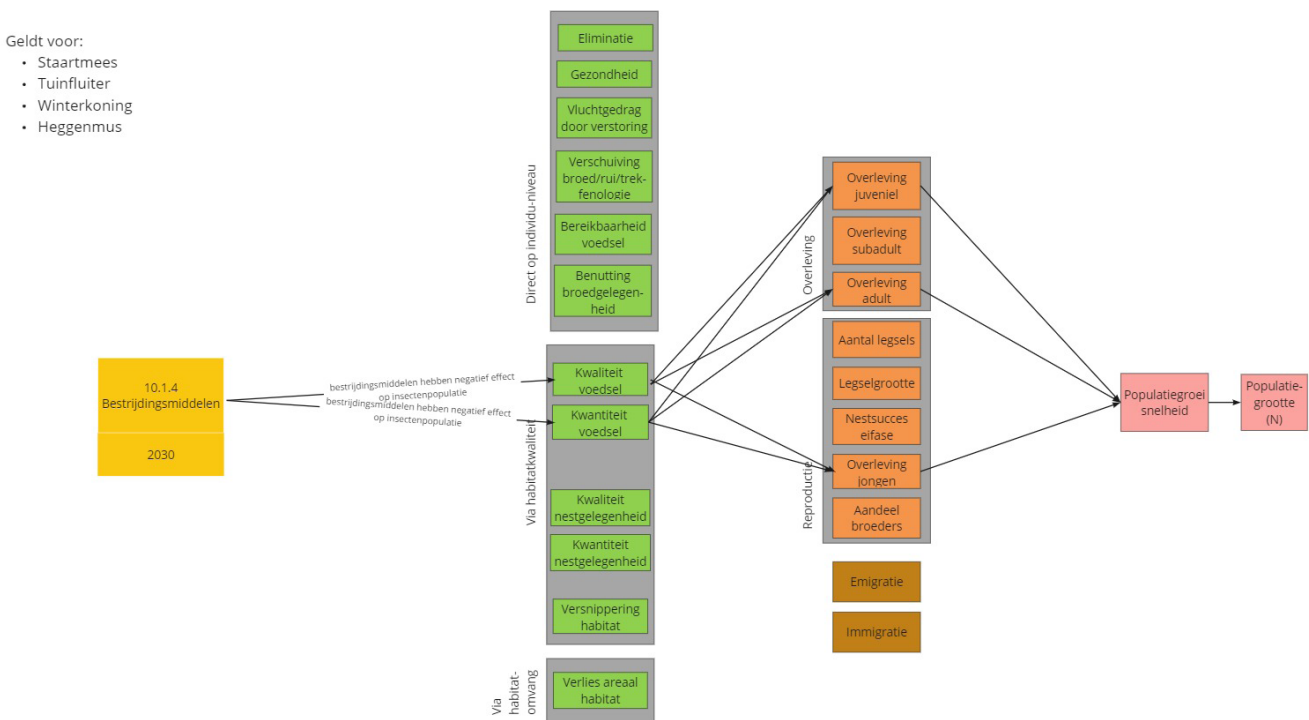 Geldt voor:
• Staartmees
• Tuinfluiter
• Winterkoning
• Heggenmus
10.1.4
Bestrijdingsmiddelen
2030
bestrijdingsmiddelen hebben negatief effect
op insectenpopulatie
bestrijdingsmiddelen hebben negatief effect
op insectenpopulatie
Direct op individu-niveau
Eliminatie
Gezondheid
Vluchtgedrag
door verstoring
Verschuiving
broed/rui/trek-
fenologie
Bereikbaarheid
voedsel
Benutting
broedgelegen-
heid
Via habitatkwaliteit
Kwaliteit
voedsel
Kwantiteit
voedsel
Kwaliteit
nestgelegenheid
Kwantiteit
nestgelegenheid
Versnippering
habitat
Via
habitat-
omvang
Verlies areaal
habitat
Overleving
Overleving
juveniel
Overleving
subadult
Overleving
adult
Reproductie
Aantal legsels
Legselgrootte
Nestsucces
eifase
Overleving
jongen
Aandeel
broeders
Emigratie
Immigratie
Populatiegroei
snelheid
Populatie-
grootte
(N)